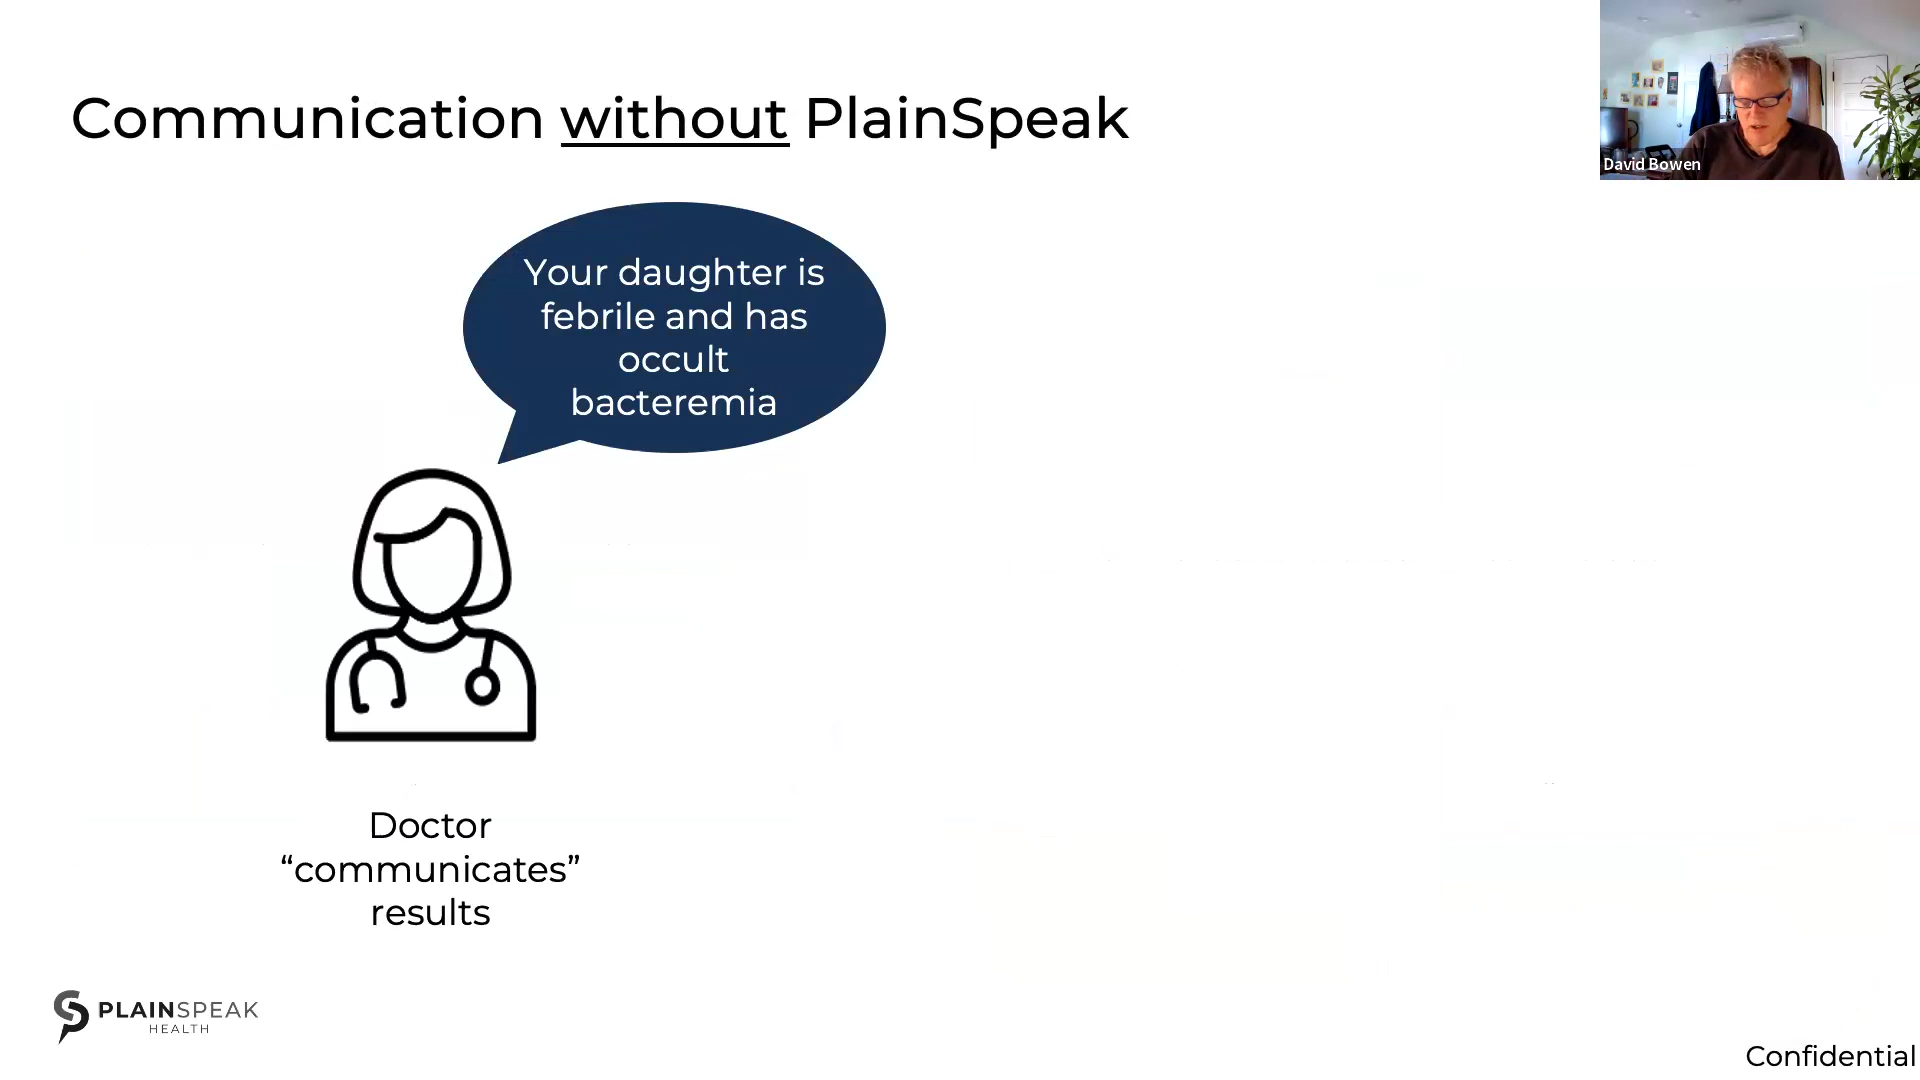 Communication without PlainSpeak
David Bowen
Your daughter is
febrile and has
occult
bacteremia
Doctor
“communicates”
results
PLAINSPEAK
HEALTH
Confidential